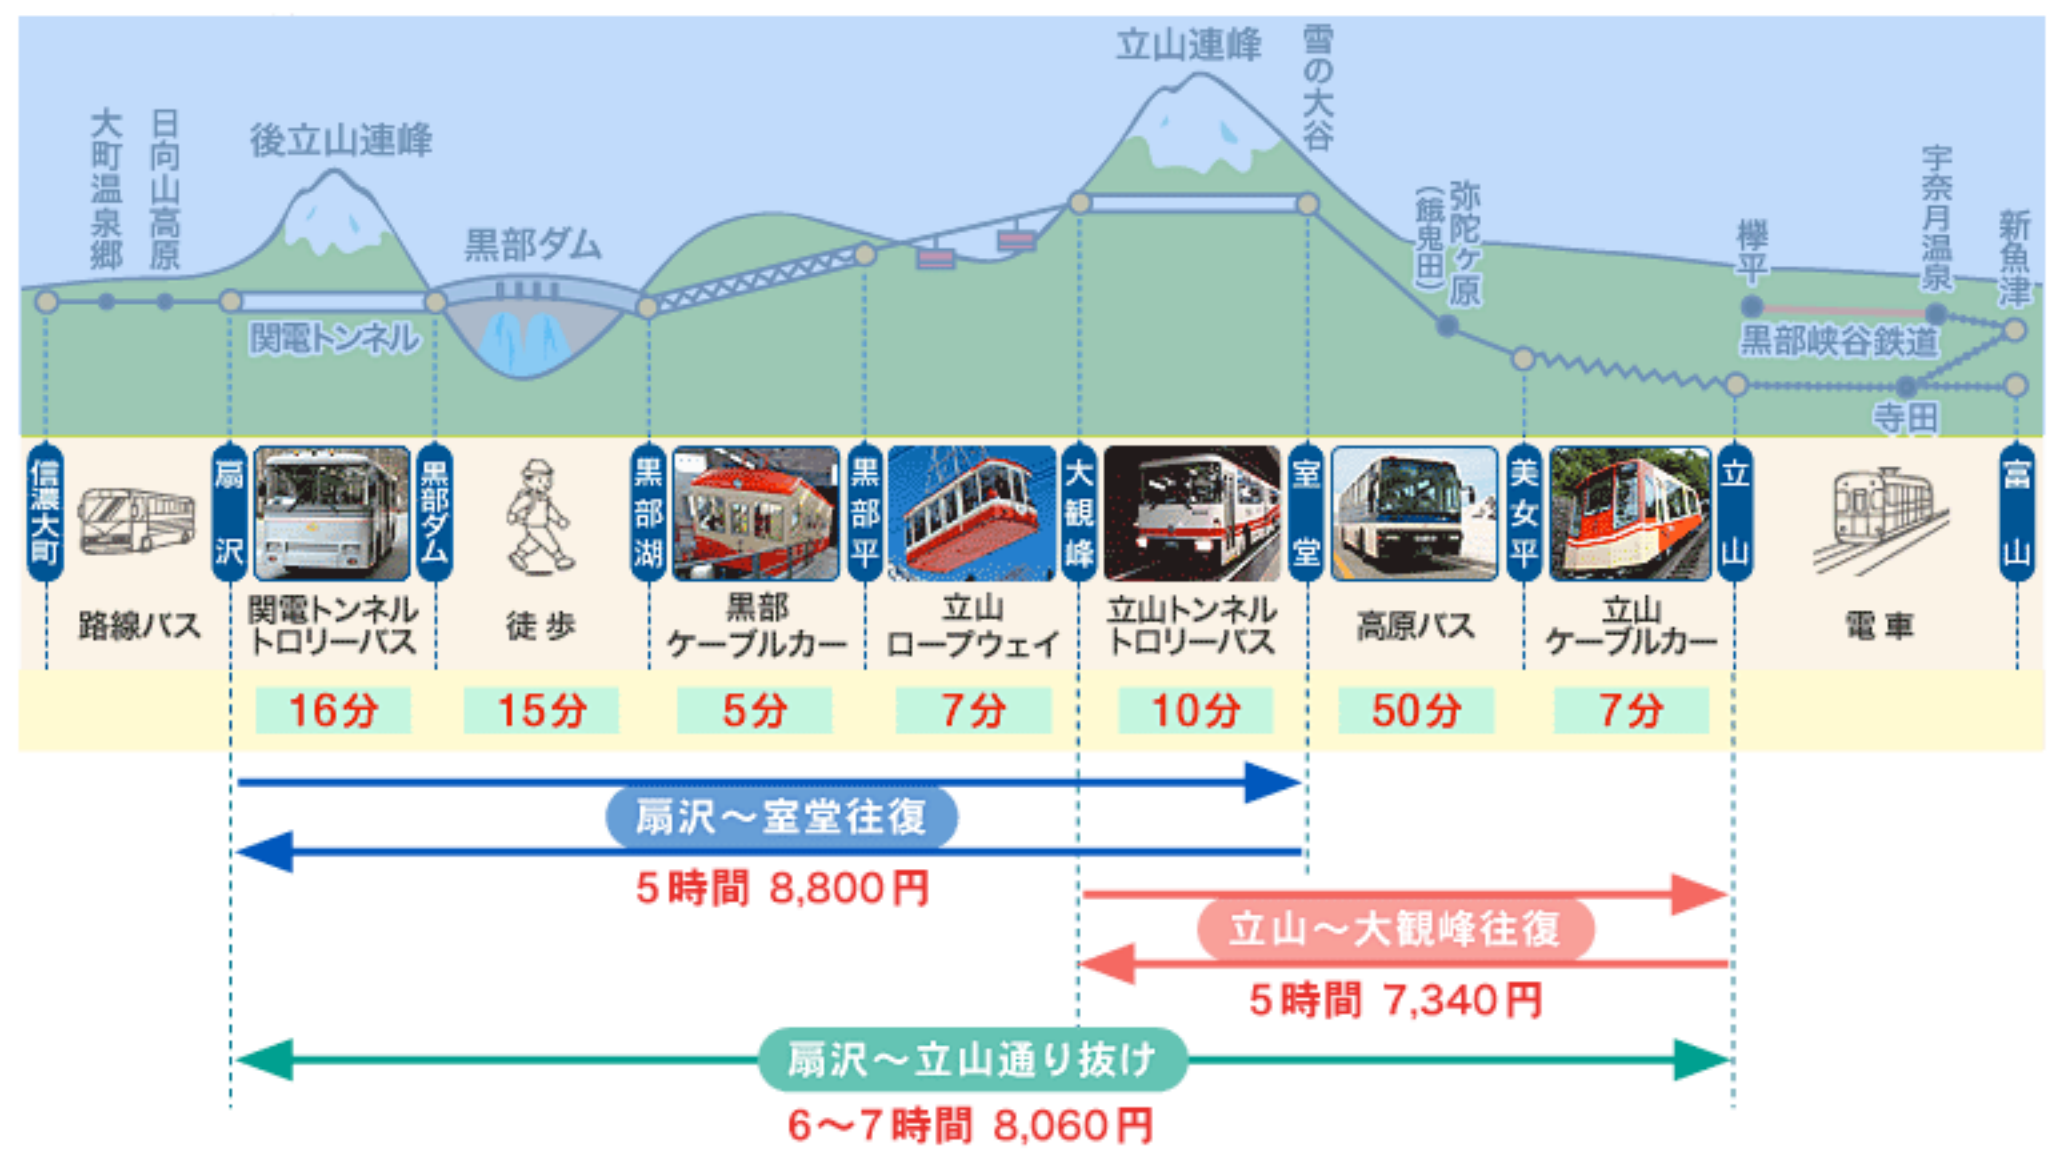 立山連峰
雪の大谷
大町温泉郷
日向山高原
後立山連峰
黒部ダム
弥陀ヶ原
(餓鬼田)
欅平
宇奈月温泉
新魚津
関電トンネル
黒部峡谷鉄道
寺田
信濃大町
扇沢
黒部ダム
黒部湖
黒部平
大観峰
室堂
美女平
立山
富山
路線バス
関電トンネル
トロリーバス
徒歩
黒部
ケーブルカー
立山
ロープウェイ
立山トンネル
トロリーバス
高原バス
立山
ケーブルカー
電車
16分
15分
5分
7分
10分
50分
7分
扇沢～室堂往復
5時間 8,800円
立山～大観峰往復
5時間 7,340円
扇沢～立山通り抜け
6～7時間 8,060円